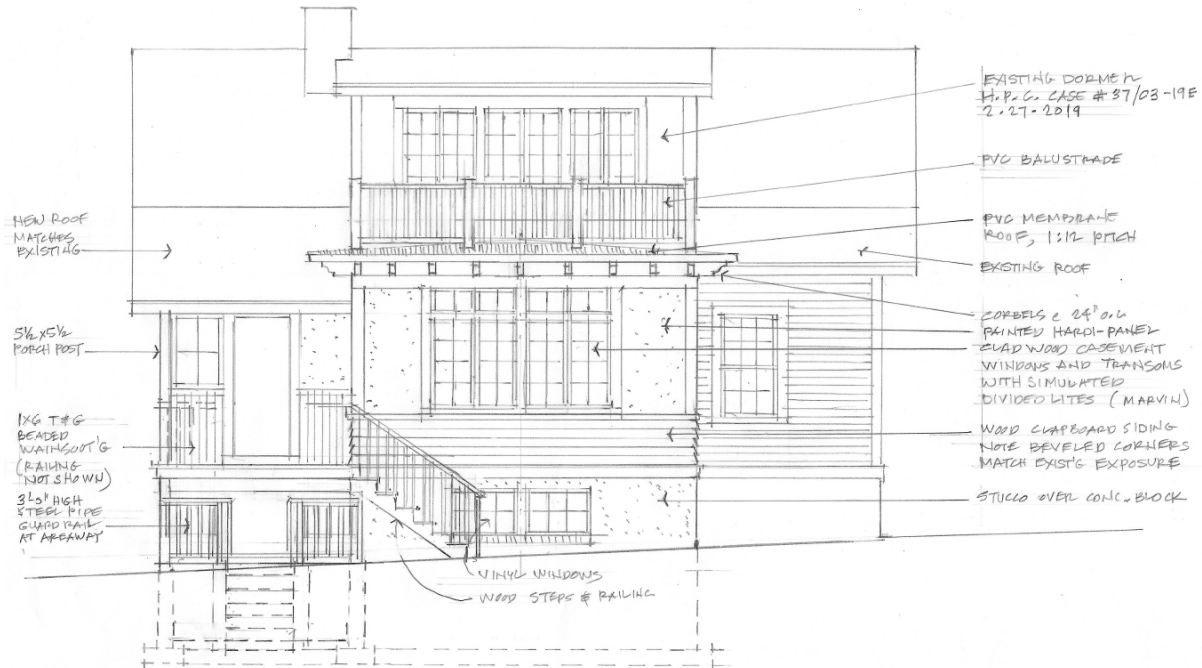 NEW ROOF
MATCHES
EXISTING
5½ x 5½
PORCH POST
1X6 T&G
BEADED
WAINSCOT'G
(RAILING
NOT SHOWN)
3'-0" HIGH
STEEL PIPE
GUARD RAIL
AT AREAWAY
EXISTING DORMER
H.P.C. CASE # 37/03-19E
2-27-2019
PVC BALUSTRADE
PVC MEMBRANE
ROOF, 1:12 PITCH
EXISTING ROOF
CORBELS @ 24" O.C
PAINTED HARDI-PANEL
CLAD WOOD CASEMENT
WINDOWS AND TRANSOMS
WITH SIMULATED
DIVIDED LITES (MARVIN)
WOOD CLAPBOARD SIDING
NOTE BEVELED CORNERS
MATCH EXIST'G EXPOSURE
STUCCO OVER CONC. BLOCK
VINYL WINDOWS
WOOD STEPS & RAILING